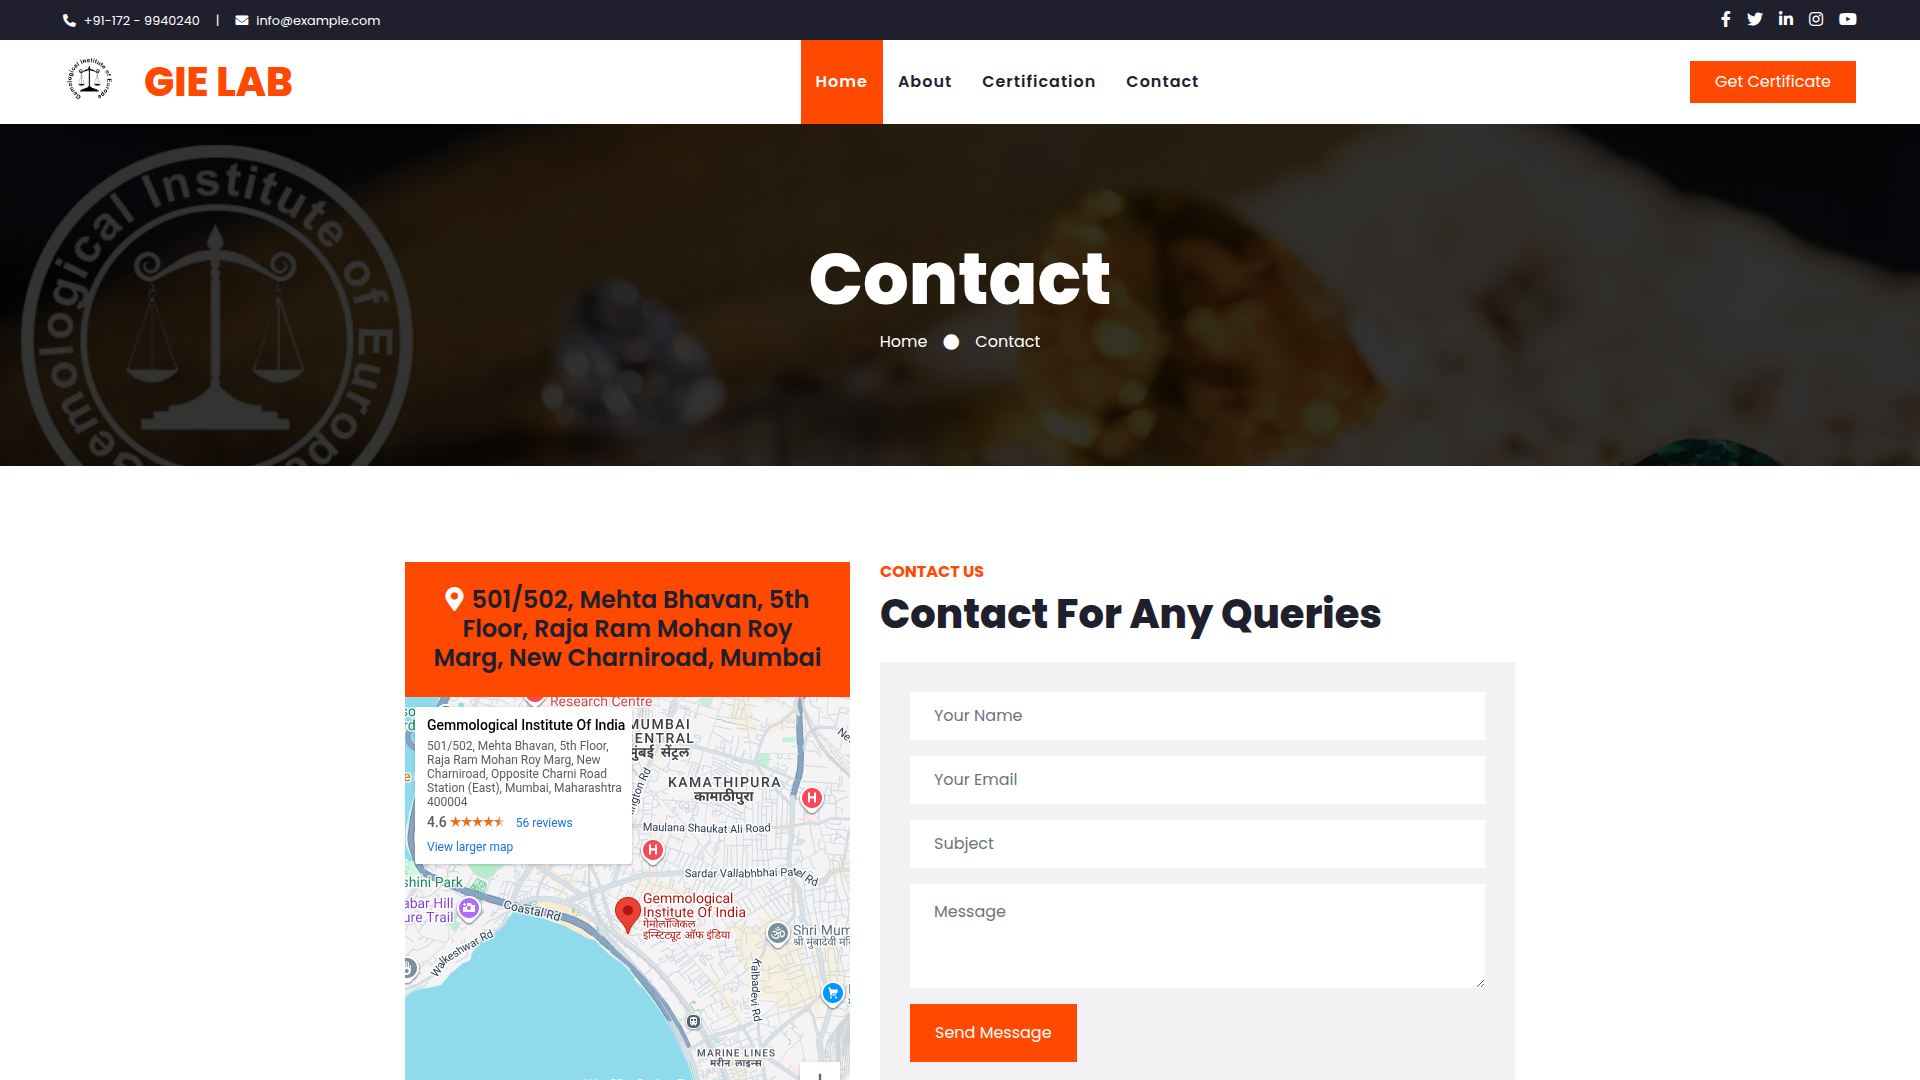 +91-172 - 9940240 | info@example.com
GIE LAB
Home About Certification Contact
Get Certificate
Gemological Institute of Europe
Contact
Home Contact
501/502, Mehta Bhavan, 5th
Floor, Raja Ram Mohan Roy
Marg, New Charniroad, Mumbai
Research Centre
Gemmological Institute Of India
501/502, Mehta Bhavan, 5th Floor,
Raja Ram Mohan Roy Marg, New
Charniroad, Opposite Charni Road
Station (East), Mumbai, Maharashtra
400004
4.6 56 reviews
View larger map
MUMBAI
ENTRAL
मुंबई सेंट्रल
KAMATHIPURA
कामाठीपुरा
Maulana Shaukat Ali Road
Sardar Vallabhbhai Patel Rd
shini Park
abar Hill
ure Trail
Coastal Rd
Walkeshwar Rd
Gemmological
Institute Of India
गेमोलॉजिकल
इन्स्टिट्यूट ऑफ इंडिया
Shri Mum
श्री मुंबादेवी
Kalbadevi Rd
MARINE LINES
मरीन लाइन्स
CONTACT US
Contact For Any Queries
Your Name
Your Email
Subject
Message
Send Message